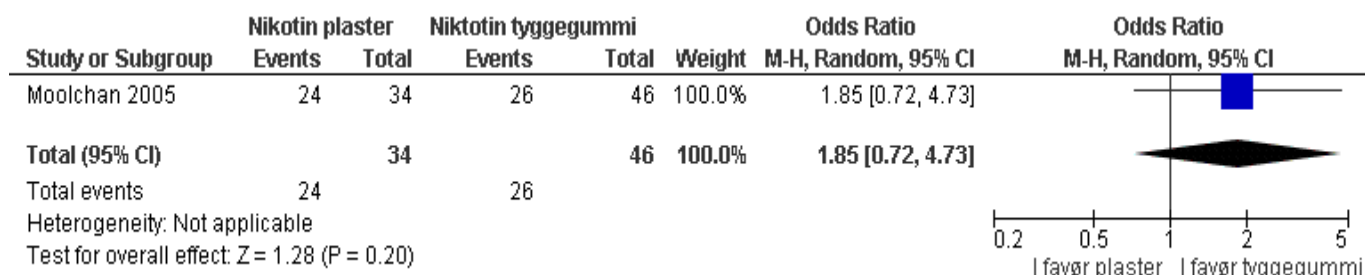 Nikotin plaster Niktotin tyggegummi Odds Ratio Odds Ratio
Study or Subgroup Events Total Events Total Weight M-H, Random, 95% CI M-H, Random, 95% CI
Moolchan 2005 24 34 26 46 100.0% 1.85 [0.72, 4.73]
Total (95% CI) 34 46 100.0% 1.85 [0.72, 4.73]
Total events 24 26
Heterogeneity: Not applicable
Test for overall effect: Z = 1.28 (P = 0.20)
0.2 0.5 1 2 5
I favør plaster I favør tyggegummi